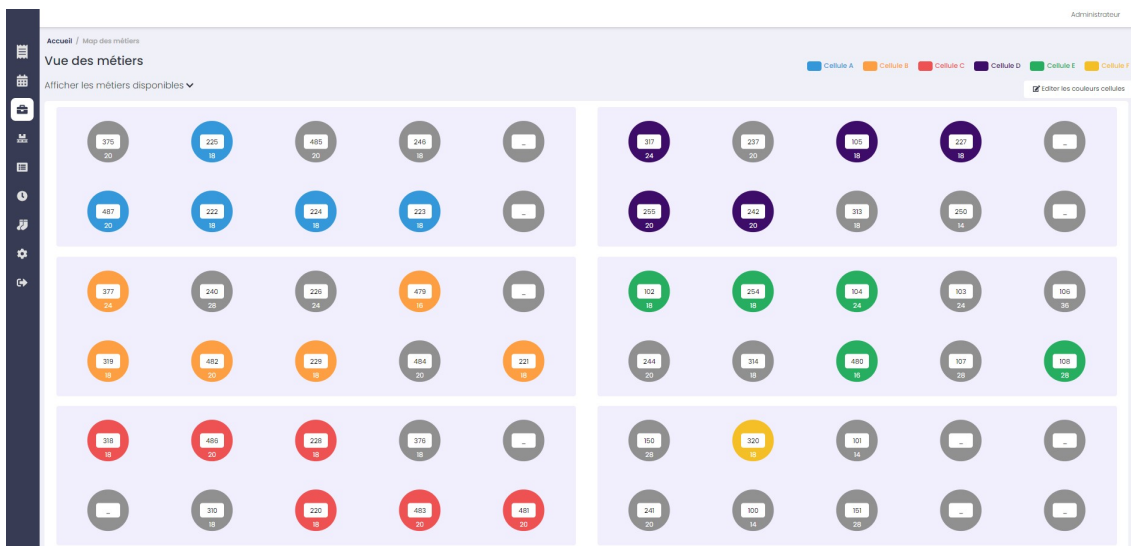 Administrateur
Accueil / Map des métiers
Vue des métiers
Cellule A Cellule B Cellule C Cellule D Cellule E Cellule F
Afficher les métiers disponibles
Editer les couleurs cellules
375 225 485 246 _ 317 237 105 227 _
20 18 20 18 24 20 18 18
487 222 224 223 _ 255 242 313 250 _
20 18 18 18 20 20 18 14
377 240 226 479 _ 102 254 104 103 106
24 28 24 16 18 18 24 24 36
319 482 229 484 221 244 314 480 107 108
18 20 18 20 18 20 18 16 28 28
318 486 228 376 _ 150 320 101 _ _
18 20 18 18 28 18 14
_ 310 220 483 481 241 100 151 _ _
18 18 20 20 20 14 28